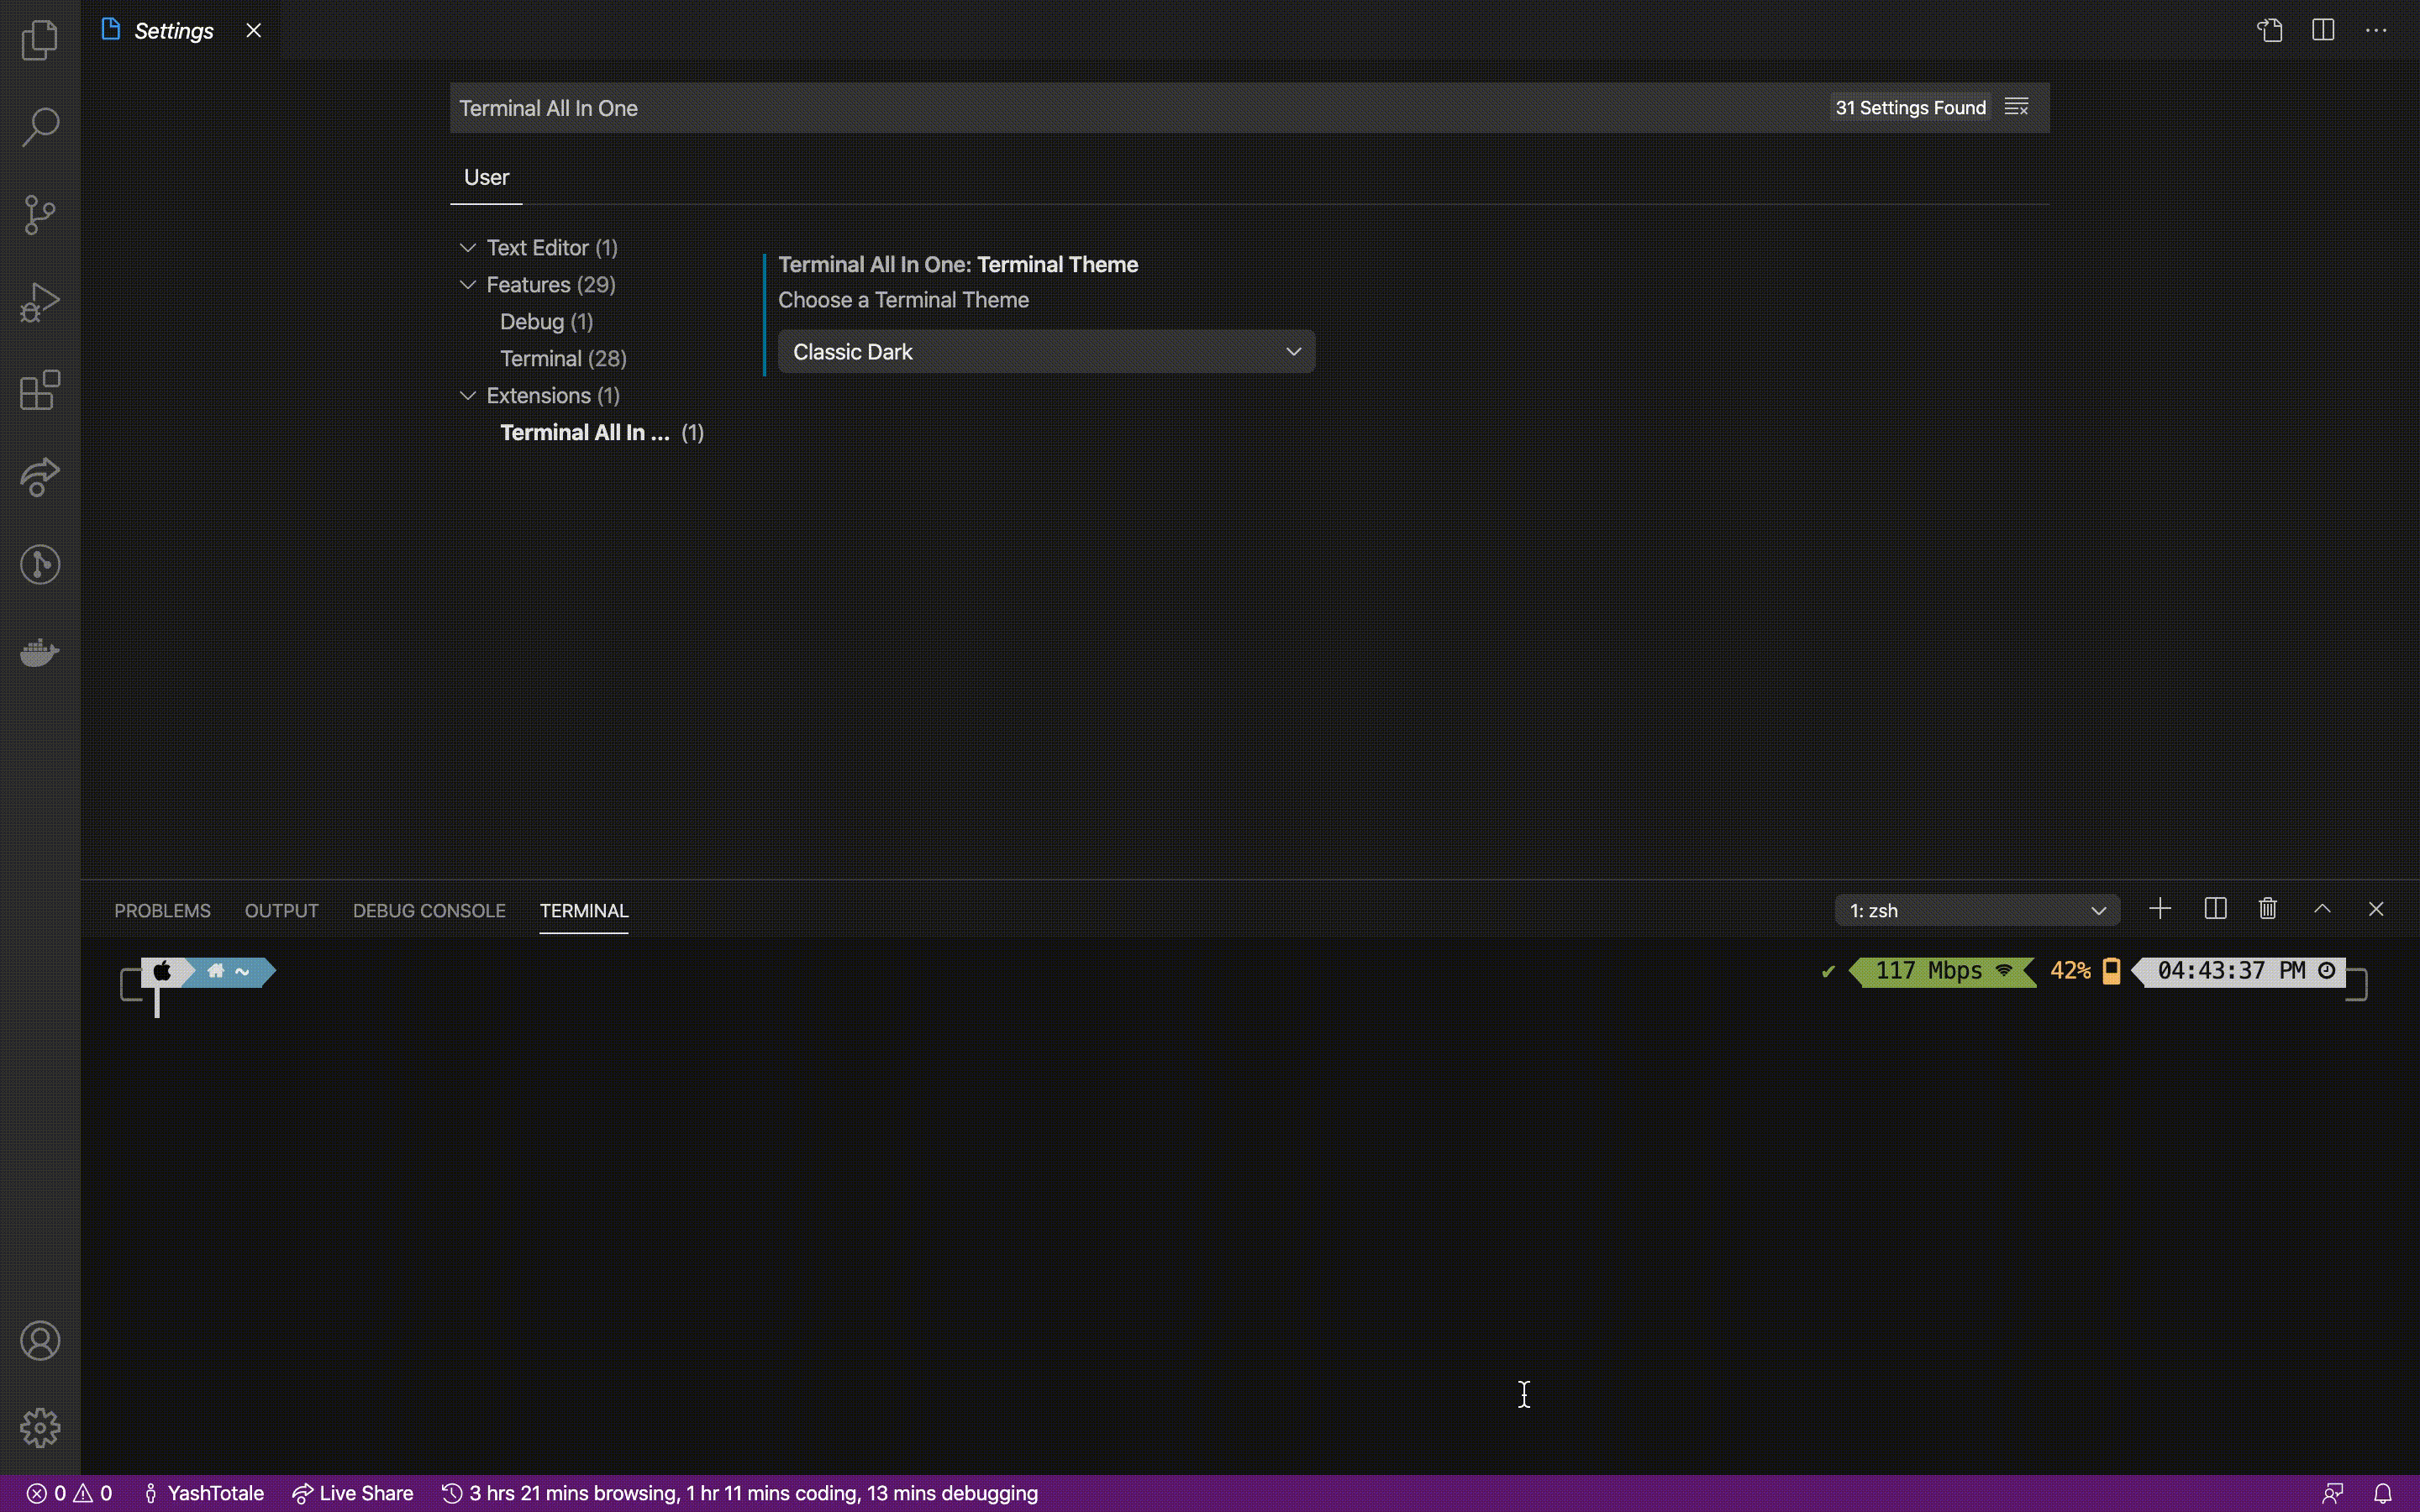 Settings
Terminal All In One
31 Settings Found
User
Text Editor (1)
Features (29)
Debug (1)
Terminal (28)
Extensions (1)
Terminal All In ... (1)
Terminal All In One: Terminal Theme
Choose a Terminal Theme
Classic Dark
PROBLEMS OUTPUT DEBUG CONSOLE TERMINAL
1: zsh
~
✔ 117 Mbps 42% 04:43:37 PM
0 0 YashTotale Live Share 3 hrs 21 mins browsing, 1 hr 11 mins coding, 13 mins debugging